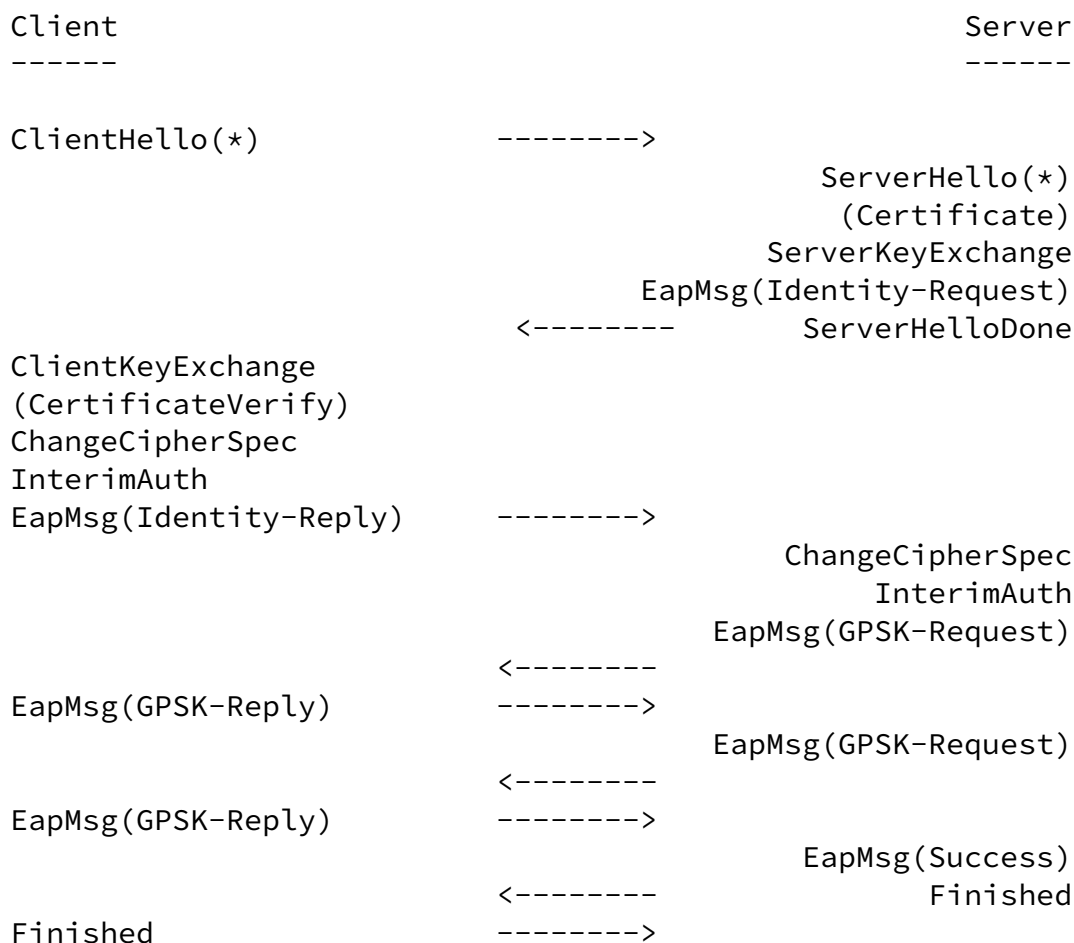 Client Server
------ ------
ClientHello(*) -------->
ServerHello(*)
(Certificate)
ServerKeyExchange
EapMsg(Identity-Request)
<-------- ServerHelloDone
ClientKeyExchange
(CertificateVerify)
ChangeCipherSpec
InterimAuth
EapMsg(Identity-Reply) -------->
ChangeCipherSpec
InterimAuth
EapMsg(GPSK-Request)
<--------
EapMsg(GPSK-Reply) -------->
EapMsg(GPSK-Request)
<--------
EapMsg(GPSK-Reply) -------->
EapMsg(Success)
<-------- Finished
Finished -------->